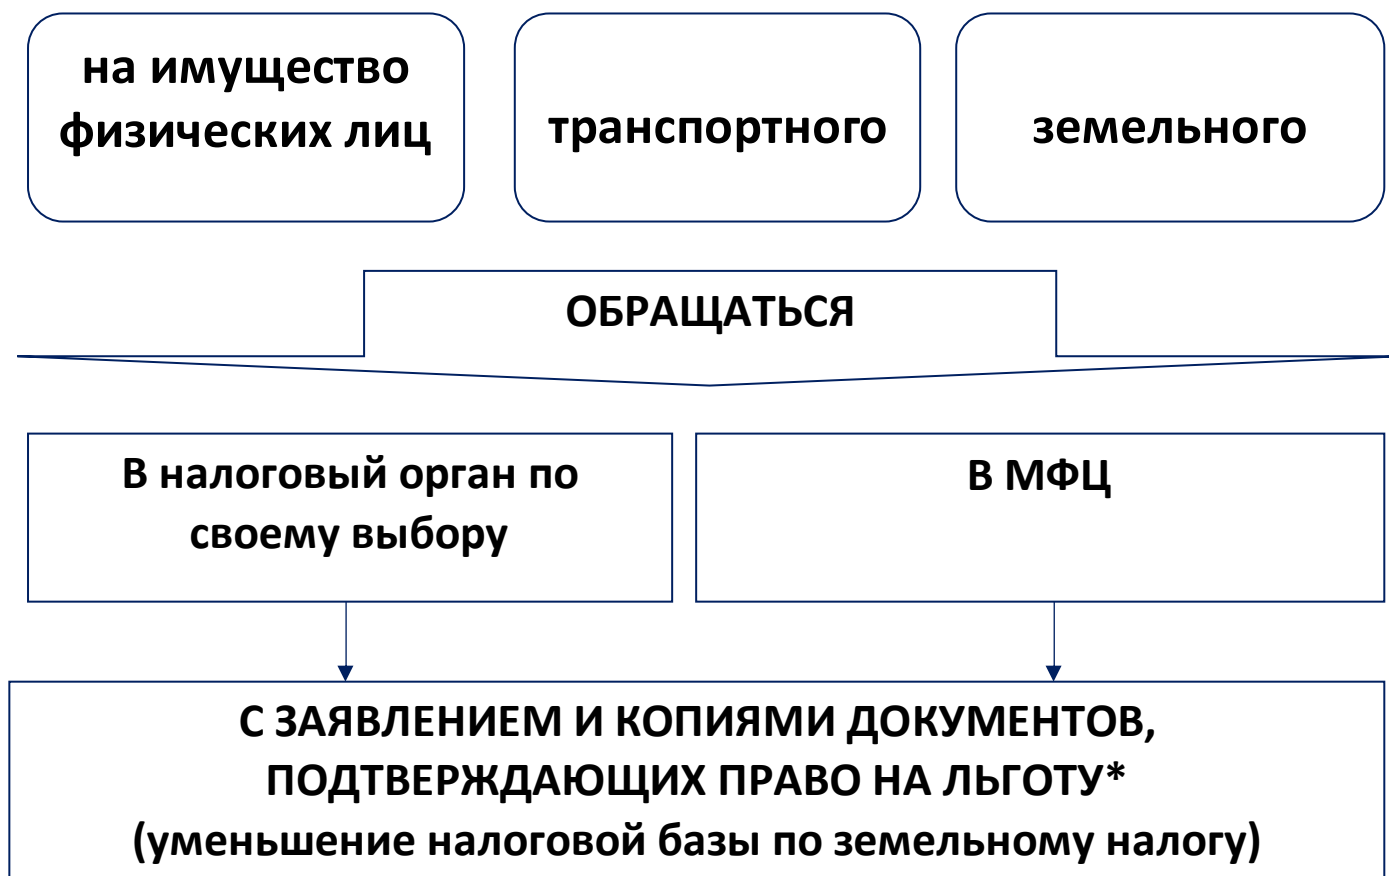 на имущество
физических лиц
транспортного
земельного
ОБРАЩАТЬСЯ
В налоговый орган по
своему выбору
В МФЦ
С ЗАЯВЛЕНИЕМ И КОПИЯМИ ДОКУМЕНТОВ,
ПОДТВЕРЖДАЮЩИХ ПРАВО НА ЛЬГОТУ*
(уменьшение налоговой базы по земельному налогу)